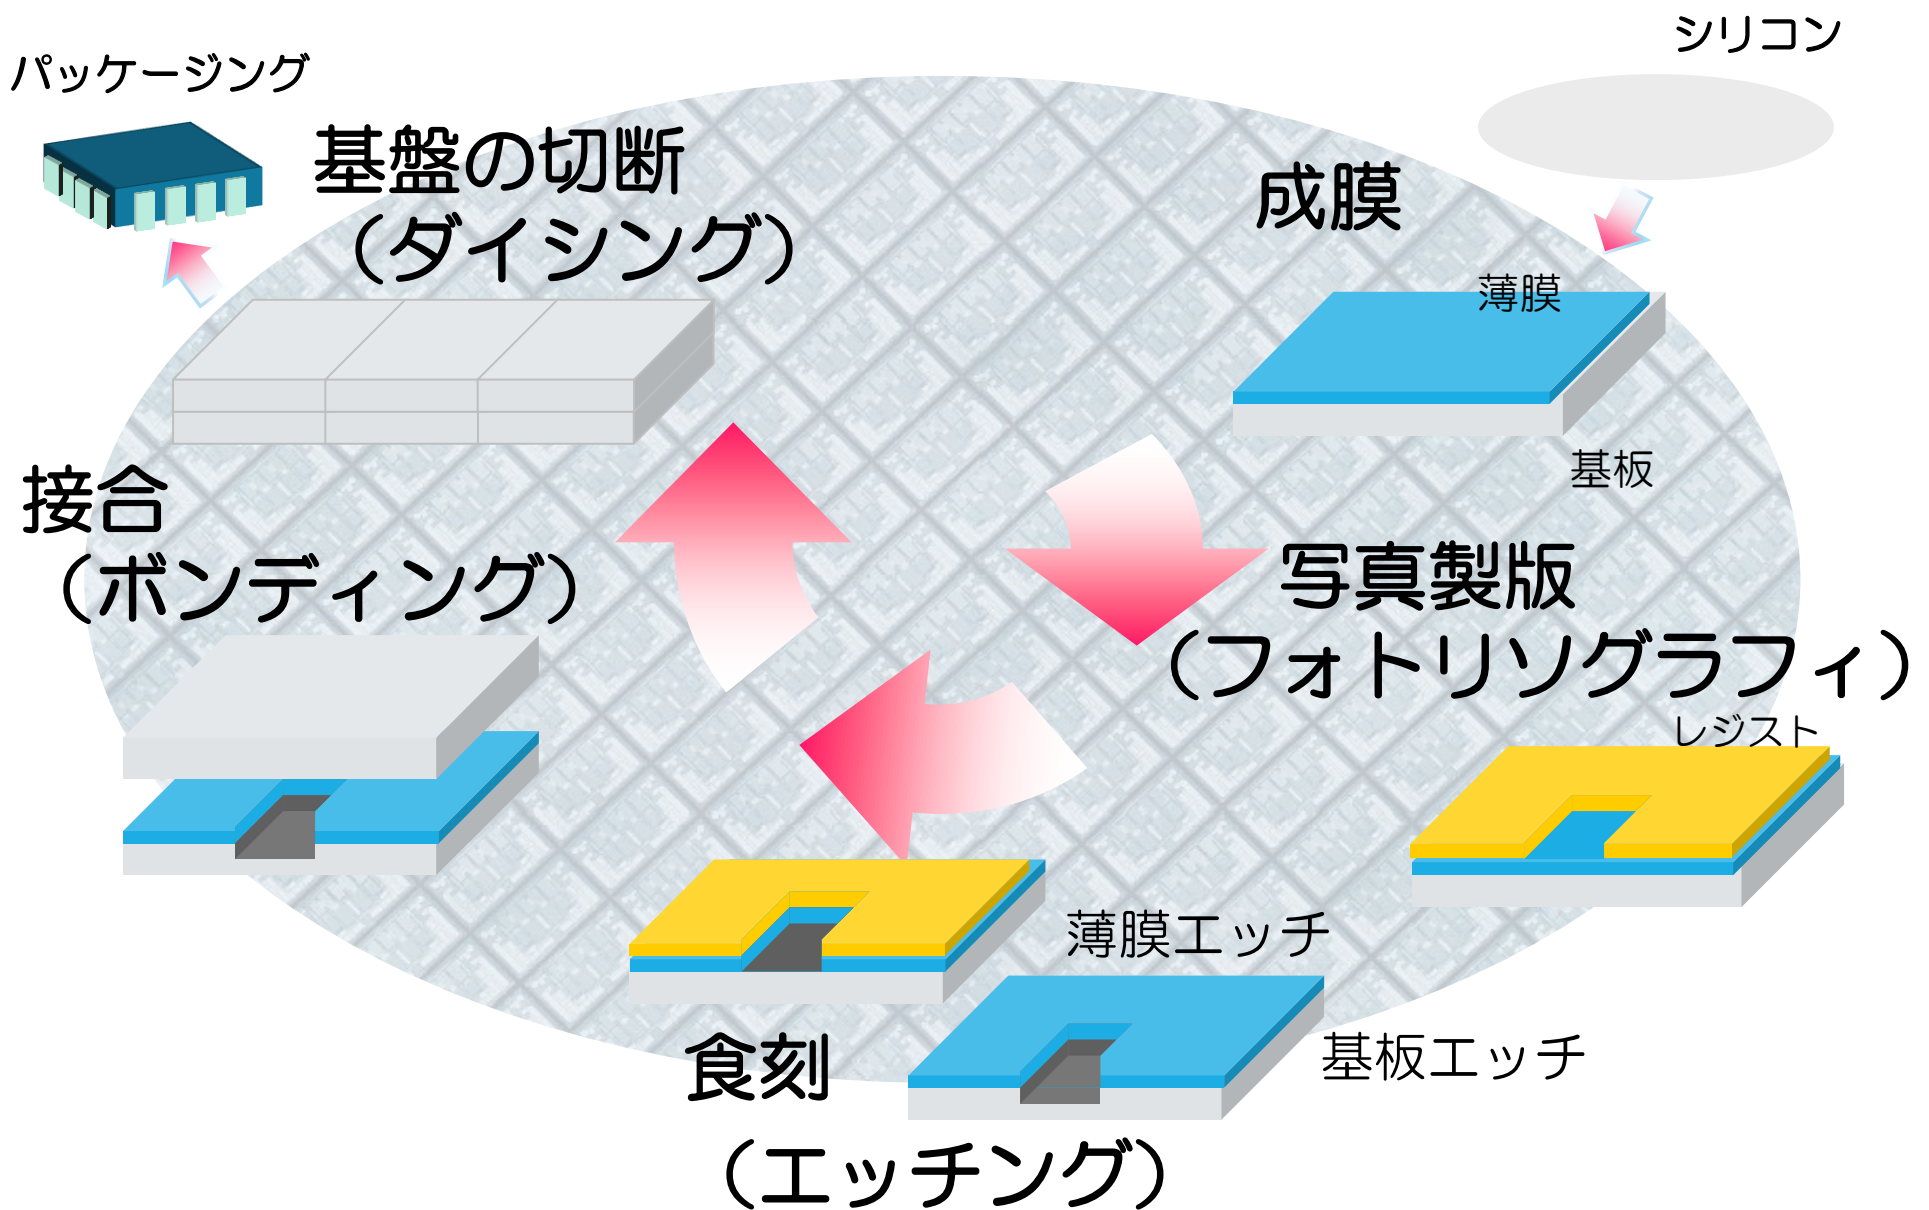 シリコン
パッケージング
基盤の切断
（ダイシング）
成膜
薄膜
基板
接合
（ボンディング）
写真製版
（フォトリソグラフィ）
レジスト
薄膜エッチ
基板エッチ
食刻
（エッチング）